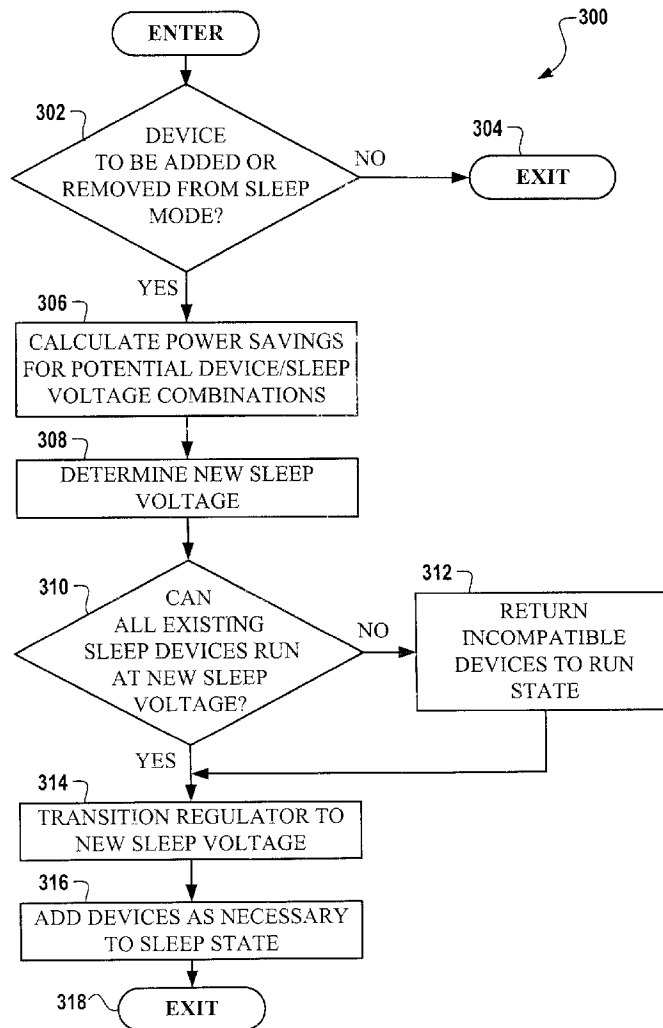 ENTER
300
302
DEVICE
TO BE ADDED OR
REMOVED FROM SLEEP
MODE?
NO
304
EXIT
YES
306
CALCULATE POWER SAVINGS
FOR POTENTIAL DEVICE/SLEEP
VOLTAGE COMBINATIONS
308
DETERMINE NEW SLEEP
VOLTAGE
310
CAN
ALL EXISTING
SLEEP DEVICES RUN
AT NEW SLEEP
VOLTAGE?
NO
312
RETURN
INCOMPATIBLE
DEVICES TO RUN
STATE
YES
314
TRANSITION REGULATOR TO
NEW SLEEP VOLTAGE
316
ADD DEVICES AS NECESSARY
TO SLEEP STATE
318
EXIT